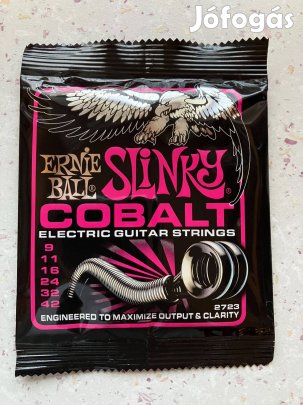 Jófogás
ERNIE
BALL®
SLINKY®
COBALT
ELECTRIC GUITAR STRINGS
9
11
16
24
32
42
2723
ENGINEERED TO MAXIMIZE OUTPUT & CLARITY